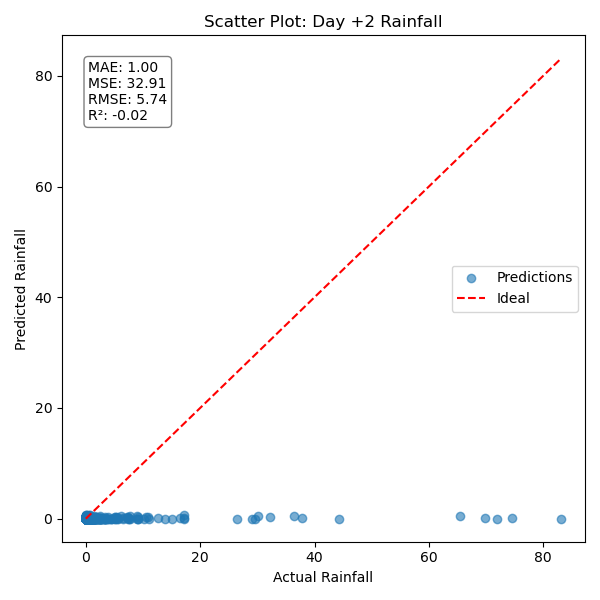 Scatter Plot: Day +2 Rainfall
MAE: 1.00
MSE: 32.91
RMSE: 5.74
R²: -0.02
80
60
40
20
0
Predicted Rainfall
Predictions
Ideal
0 20 40 60 80
Actual Rainfall